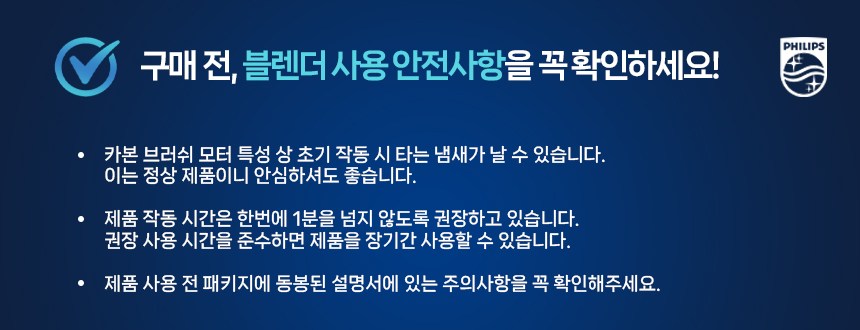 구매 전, 블렌더 사용 안전사항을 꼭 확인하세요!
PHILIPS
• 카본 브러쉬 모터 특성 상 초기 작동 시 타는 냄새가 날 수 있습니다.
이는 정상 제품이니 안심하셔도 좋습니다.
• 제품 작동 시간은 한번에 1분을 넘지 않도록 권장하고 있습니다.
권장 사용 시간을 준수하면 제품을 장기간 사용할 수 있습니다.
• 제품 사용 전 패키지에 동봉된 설명서에 있는 주의사항을 꼭 확인해주세요.